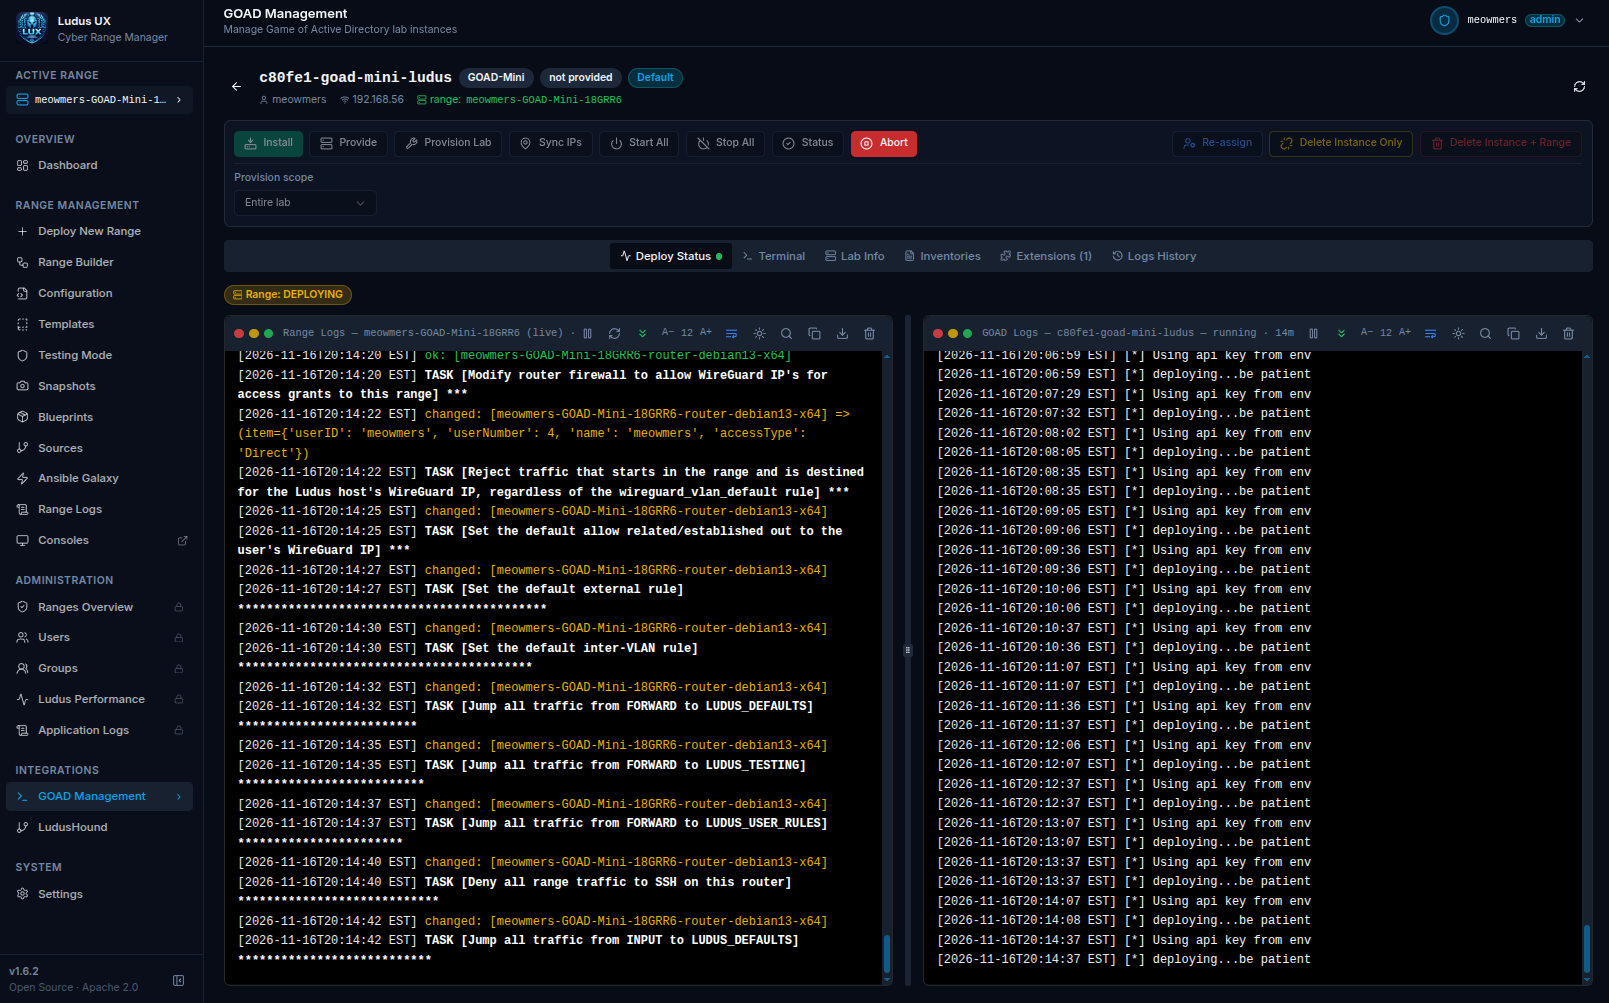 Ludus UX
Cyber Range Manager
ACTIVE RANGE
meowmers-GOAD-Mini-1...
OVERVIEW
Dashboard
RANGE MANAGEMENT
Deploy New Range
Range Builder
Configuration
Templates
Testing Mode
Snapshots
Blueprints
Sources
Ansible Galaxy
Range Logs
Consoles
ADMINISTRATION
Ranges Overview
Users
Groups
Ludus Performance
Application Logs
INTEGRATIONS
GOAD Management
LudusHound
SYSTEM
Settings
v1.6.2
Open Source · Apache 2.0
GOAD Management
Manage Game of Active Directory lab instances
meowmers admin
c80fe1-goad-mini-ludus GOAD-Mini not provided Default
meowmers 192.168.56 range: meowmers-GOAD-Mini-18GRR6
Install Provide Provision Lab Sync IPs Start All Stop All Status Abort Re-assign Delete Instance Only Delete Instance + Range
Provision scope
Entire lab
Deploy Status Terminal Lab Info Inventories Extensions (1) Logs History
Range: DEPLOYING
Range Logs — meowmers-GOAD-Mini-18GRR6 (live) · A− 12 A+
[2026-11-16T20:14:20 EST] ok: [meowmers-GOAD-Mini-18GRR6-router-debian13-x64]
[2026-11-16T20:14:20 EST] TASK [Modify router firewall to allow WireGuard IP's for
access grants to this range] ***
[2026-11-16T20:14:22 EST] changed: [meowmers-GOAD-Mini-18GRR6-router-debian13-x64] =>
(item={'userID': 'meowmers', 'userNumber': 4, 'name': 'meowmers', 'accessType':
'Direct'})
[2026-11-16T20:14:22 EST] TASK [Reject traffic that starts in the range and is destined
for the Ludus host's WireGuard IP, regardless of the wireguard_vlan_default rule] ***
[2026-11-16T20:14:25 EST] changed: [meowmers-GOAD-Mini-18GRR6-router-debian13-x64]
[2026-11-16T20:14:25 EST] TASK [Set the default allow related/established out to the
user's WireGuard IP] ***
[2026-11-16T20:14:27 EST] changed: [meowmers-GOAD-Mini-18GRR6-router-debian13-x64]
[2026-11-16T20:14:27 EST] TASK [Set the default external rule]
*******************************************
[2026-11-16T20:14:30 EST] changed: [meowmers-GOAD-Mini-18GRR6-router-debian13-x64]
[2026-11-16T20:14:30 EST] TASK [Set the default inter-VLAN rule]
*****************************************
[2026-11-16T20:14:32 EST] changed: [meowmers-GOAD-Mini-18GRR6-router-debian13-x64]
[2026-11-16T20:14:32 EST] TASK [Jump all traffic from FORWARD to LUDUS_DEFAULTS]
*************************
[2026-11-16T20:14:35 EST] changed: [meowmers-GOAD-Mini-18GRR6-router-debian13-x64]
[2026-11-16T20:14:35 EST] TASK [Jump all traffic from FORWARD to LUDUS_TESTING]
**************************
[2026-11-16T20:14:37 EST] changed: [meowmers-GOAD-Mini-18GRR6-router-debian13-x64]
[2026-11-16T20:14:37 EST] TASK [Jump all traffic from FORWARD to LUDUS_USER_RULES]
***********************
[2026-11-16T20:14:40 EST] changed: [meowmers-GOAD-Mini-18GRR6-router-debian13-x64]
[2026-11-16T20:14:40 EST] TASK [Deny all range traffic to SSH on this router]
****************************
[2026-11-16T20:14:42 EST] changed: [meowmers-GOAD-Mini-18GRR6-router-debian13-x64]
[2026-11-16T20:14:42 EST] TASK [Jump all traffic from INPUT to LUDUS_DEFAULTS]
***************************
GOAD Logs — c80fe1-goad-mini-ludus — running · 14m A− 12 A+
[2026-11-16T20:06:59 EST] [*] Using api key from env
[2026-11-16T20:06:59 EST] [*] deploying...be patient
[2026-11-16T20:07:29 EST] [*] Using api key from env
[2026-11-16T20:07:32 EST] [*] deploying...be patient
[2026-11-16T20:08:02 EST] [*] Using api key from env
[2026-11-16T20:08:05 EST] [*] deploying...be patient
[2026-11-16T20:08:35 EST] [*] Using api key from env
[2026-11-16T20:08:35 EST] [*] deploying...be patient
[2026-11-16T20:09:05 EST] [*] Using api key from env
[2026-11-16T20:09:06 EST] [*] deploying...be patient
[2026-11-16T20:09:36 EST] [*] Using api key from env
[2026-11-16T20:09:36 EST] [*] deploying...be patient
[2026-11-16T20:10:06 EST] [*] Using api key from env
[2026-11-16T20:10:06 EST] [*] deploying...be patient
[2026-11-16T20:10:37 EST] [*] Using api key from env
[2026-11-16T20:10:36 EST] [*] deploying...be patient
[2026-11-16T20:11:07 EST] [*] Using api key from env
[2026-11-16T20:11:07 EST] [*] deploying...be patient
[2026-11-16T20:11:36 EST] [*] Using api key from env
[2026-11-16T20:11:37 EST] [*] deploying...be patient
[2026-11-16T20:12:06 EST] [*] Using api key from env
[2026-11-16T20:12:07 EST] [*] deploying...be patient
[2026-11-16T20:12:37 EST] [*] Using api key from env
[2026-11-16T20:12:37 EST] [*] deploying...be patient
[2026-11-16T20:13:07 EST] [*] Using api key from env
[2026-11-16T20:13:07 EST] [*] deploying...be patient
[2026-11-16T20:13:37 EST] [*] Using api key from env
[2026-11-16T20:13:37 EST] [*] deploying...be patient
[2026-11-16T20:14:07 EST] [*] Using api key from env
[2026-11-16T20:14:08 EST] [*] deploying...be patient
[2026-11-16T20:14:37 EST] [*] Using api key from env
[2026-11-16T20:14:37 EST] [*] deploying...be patient